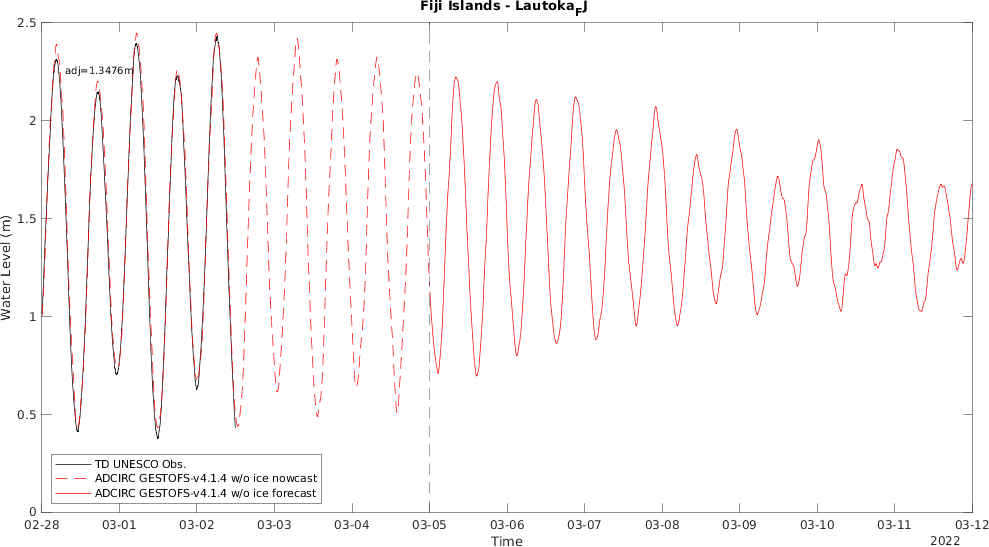 Fiji Islands - Lautoka_FJ
adj=1.3476m
2.5
2
1.5
1
0.5
0
Water Level (m)
TD UNESCO Obs.
ADCIRC GESTOFS-v4.1.4 w/o ice nowcast
ADCIRC GESTOFS-v4.1.4 w/o ice forecast
02-28 03-01 03-02 03-03 03-04 03-05 03-06 03-07 03-08 03-09 03-10 03-11 03-12
Time
2022